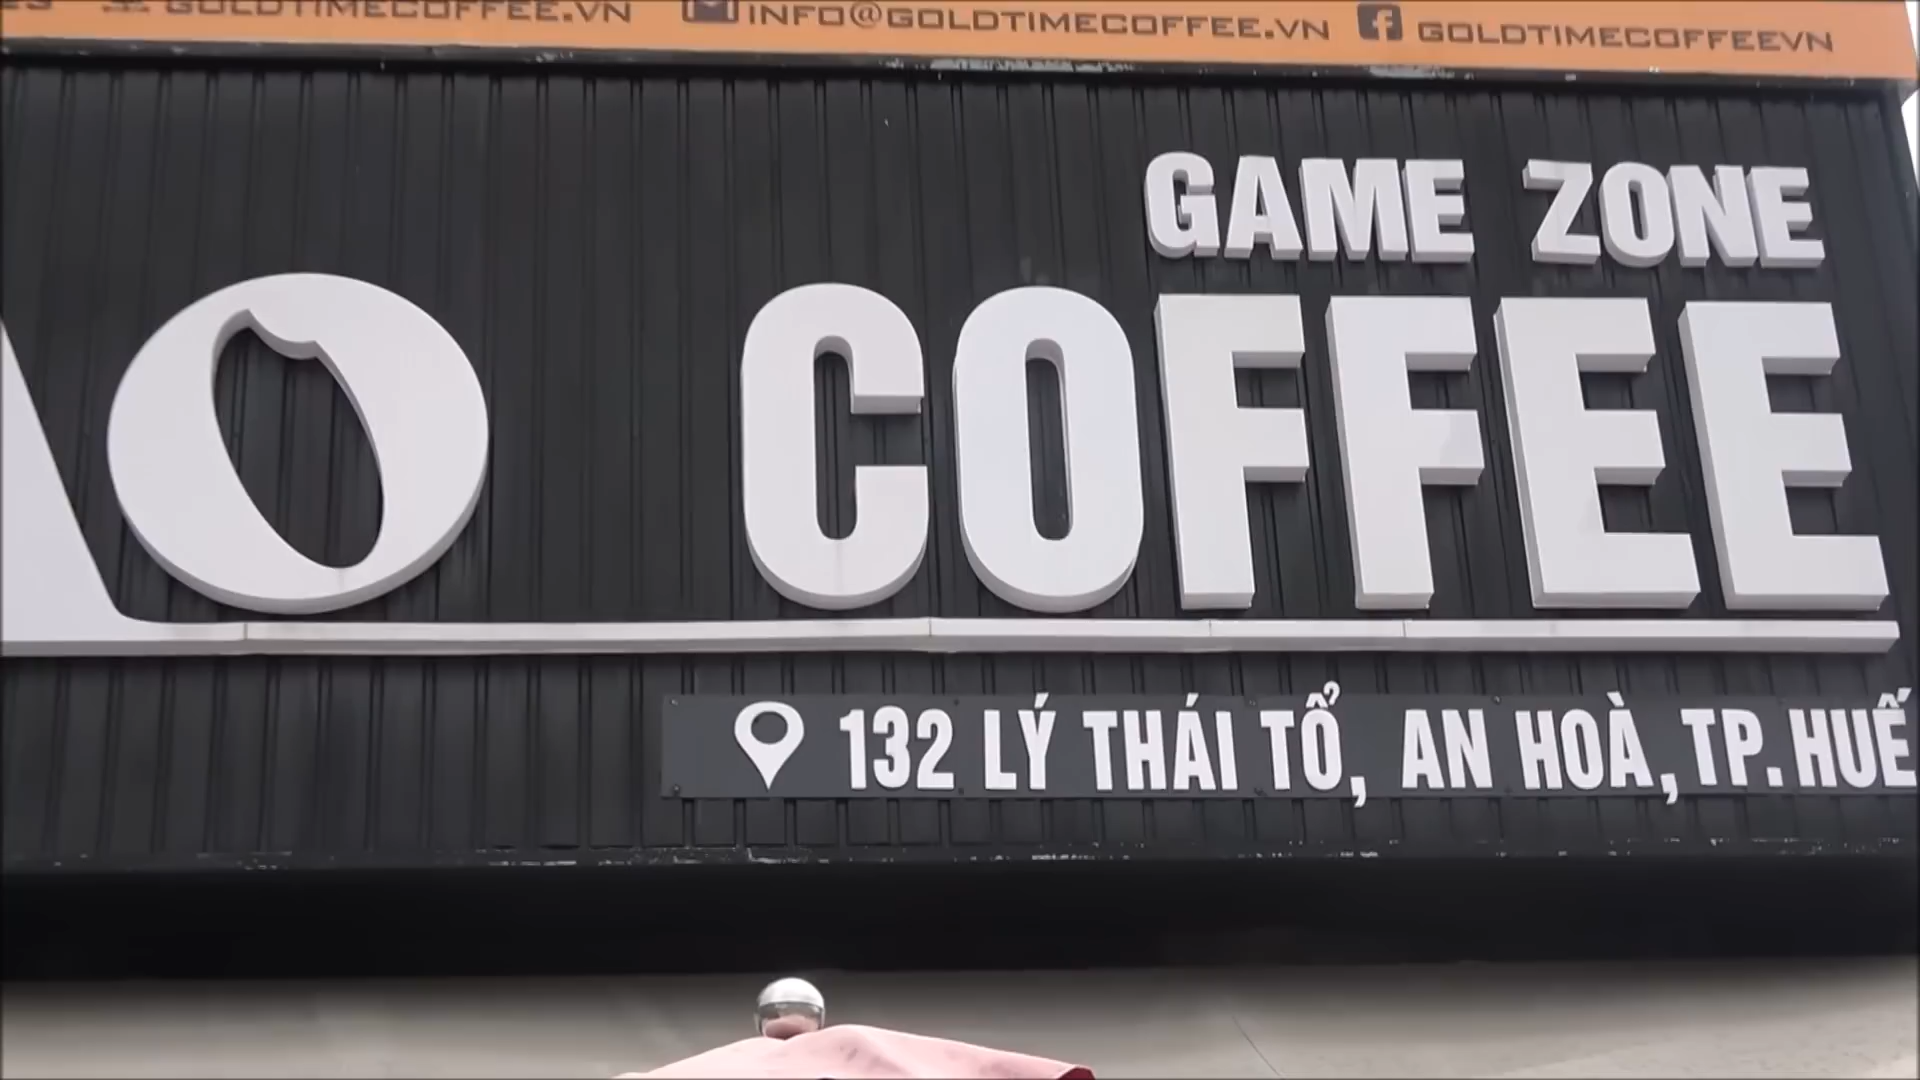 GOLDTIMECOFFEE.VN INFO@GOLDTIMECOFFEE.VN GOLDTIMECOFFEEVN
GAME ZONE
O COFFEE
132 LÝ THÁI TỔ, AN HOÀ, TP. HUẾ